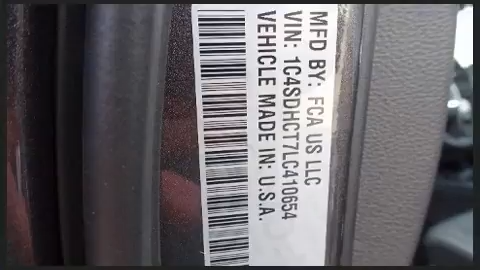 MFD BY: FCA US LLC
VIN: 1C4SDHCT7LC410654
VEHICLE MADE IN: U.S.A.